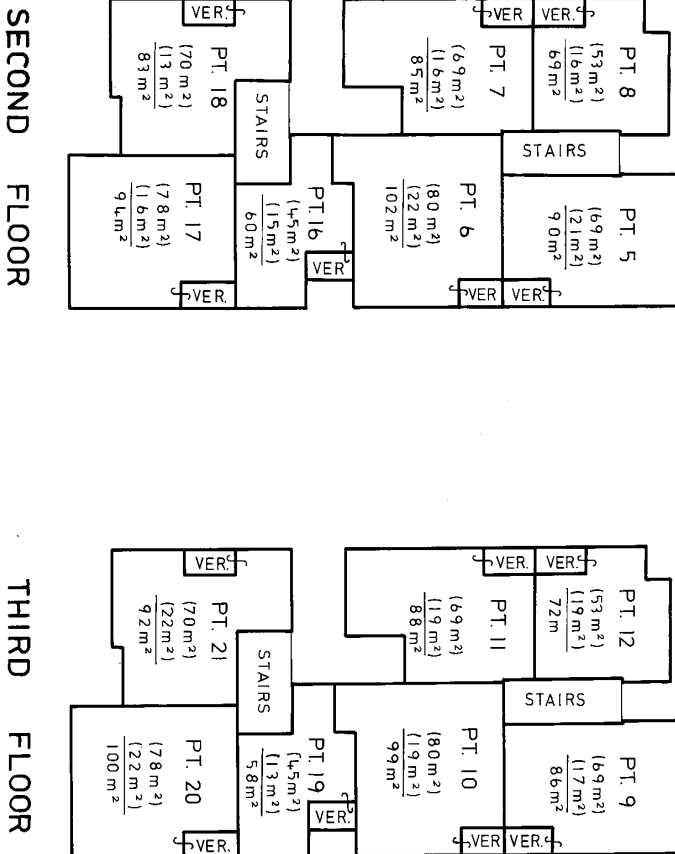 SECOND FLOOR
VER.
PT. 18
(70 m²)
(13 m²)
83 m²
STAIRS
PT. 17
(78 m²)
(16 m²)
94 m²
VER.
PT. 16
(45 m²)
(15 m²)
60 m²
VER
VER
PT. 7
(69 m²)
(16 m²)
85 m²
VER.
PT. 8
(53 m²)
(16 m²)
69 m²
STAIRS
PT. 6
(80 m²)
(22 m²)
102 m²
VER
PT. 5
(69 m²)
(21 m²)
90 m²
VER.
THIRD FLOOR
VER.
PT. 21
(70 m²)
(22 m²)
92 m²
STAIRS
PT. 20
(78 m²)
(22 m²)
100 m²
VER.
PT. 19
(45 m²)
(13 m²)
58 m²
VER.
VER.
PT. 11
(69 m²)
(19 m²)
88 m²
VER.
PT. 12
(53 m²)
(19 m²)
72 m
STAIRS
PT. 10
(80 m²)
(19 m²)
99 m²
VER
PT. 9
(69 m²)
(17 m²)
86 m²
VER.